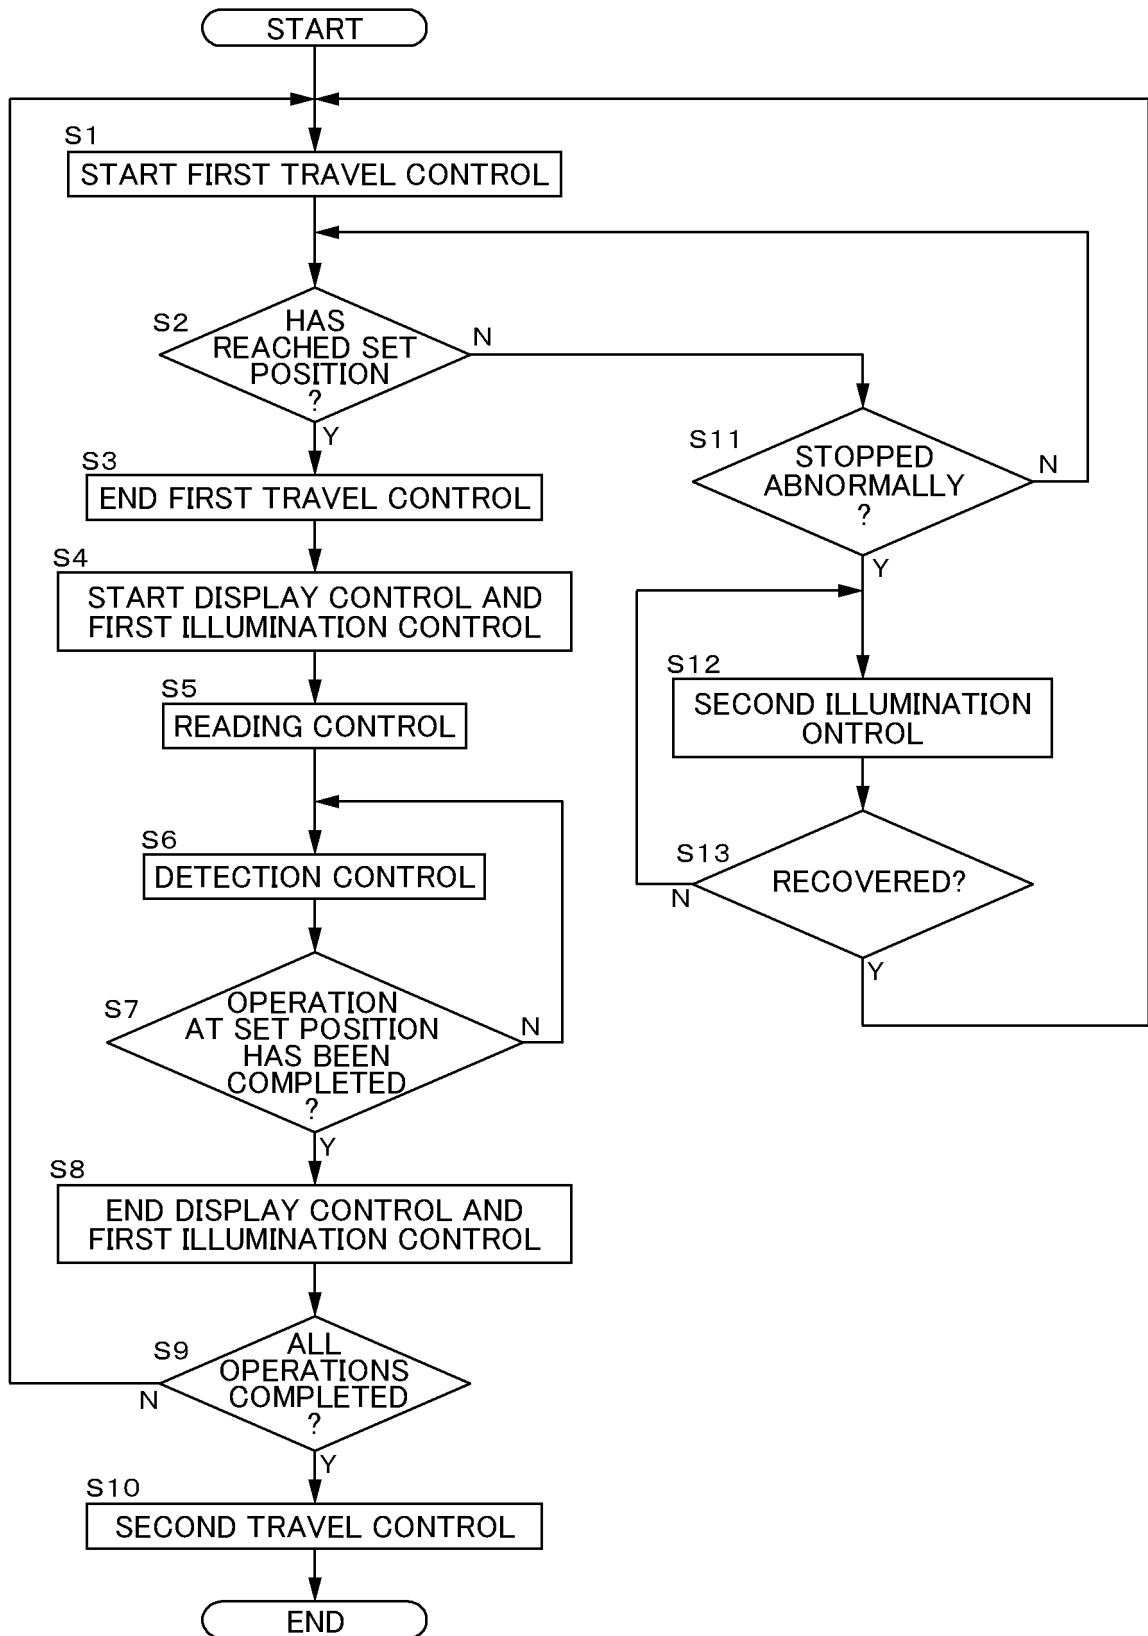 START
S1
START FIRST TRAVEL CONTROL
S2
HAS
REACHED SET
POSITION
?
N
Y
S11
STOPPED
ABNORMALLY
?
N
Y
S3
END FIRST TRAVEL CONTROL
S4
START DISPLAY CONTROL AND
FIRST ILLUMINATION CONTROL
S12
SECOND ILLUMINATION
ONTROL
S5
READING CONTROL
S13
RECOVERED?
N
Y
S6
DETECTION CONTROL
S7
OPERATION
AT SET POSITION
HAS BEEN
COMPLETED
?
N
Y
S8
END DISPLAY CONTROL AND
FIRST ILLUMINATION CONTROL
S9
ALL
OPERATIONS
COMPLETED
?
N
Y
S10
SECOND TRAVEL CONTROL
END